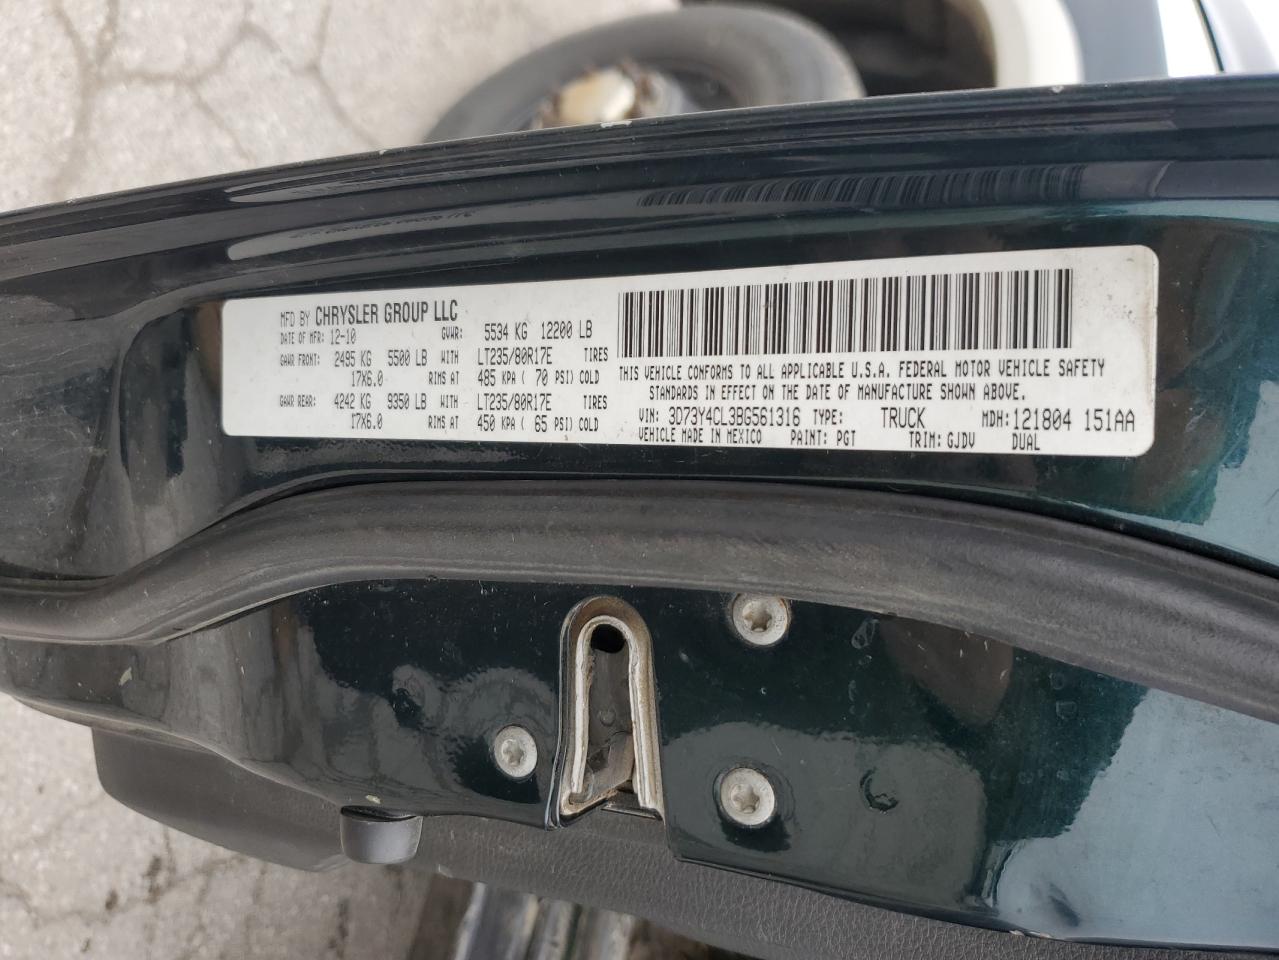 MFD BY CHRYSLER GROUP LLC
DATE OF MFR: 12-10 GVWR: 5534 KG 12200 LB
GAWR FRONT: 2495 KG 5500 LB WITH LT235/80R17E TIRES
17X6.0 RIMS AT 485 KPA ( 70 PSI) COLD
GAWR REAR: 4242 KG 9350 LB WITH LT235/80R17E TIRES
17X6.0 RIMS AT 450 KPA ( 65 PSI) COLD
THIS VEHICLE CONFORMS TO ALL APPLICABLE U.S.A. FEDERAL MOTOR VEHICLE SAFETY
STANDARDS IN EFFECT ON THE DATE OF MANUFACTURE SHOWN ABOVE.
VIN: 3D73Y4CL3BG561316 TYPE: TRUCK MDH: 121804 151AA
VEHICLE MADE IN MEXICO PAINT: PGT TRIM: GJDV DUAL